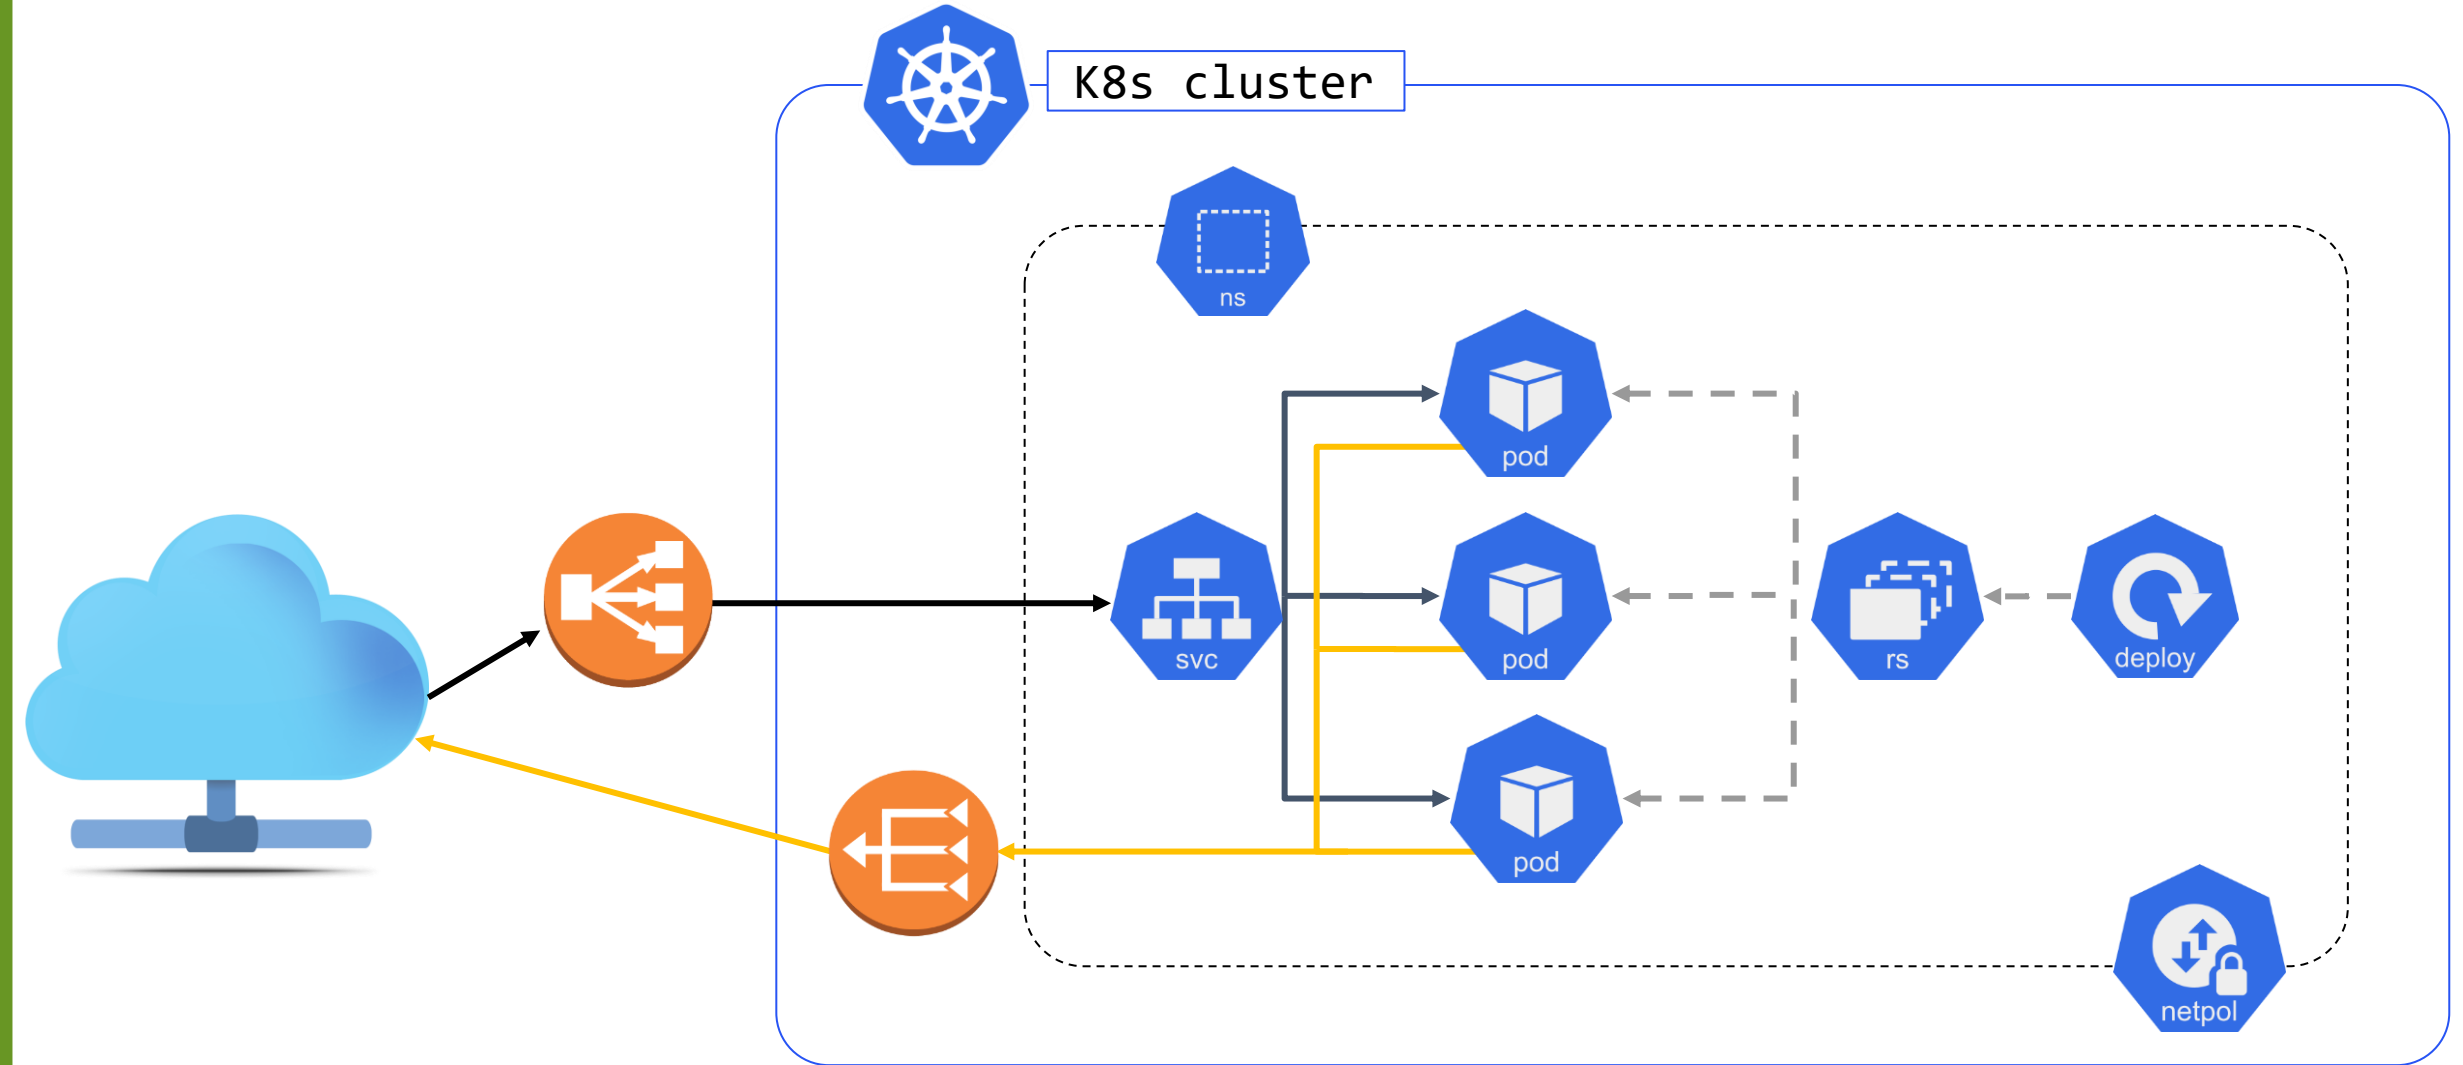 K8s cluster
ns
pod
svc
pod
rs
deploy
pod
netpol